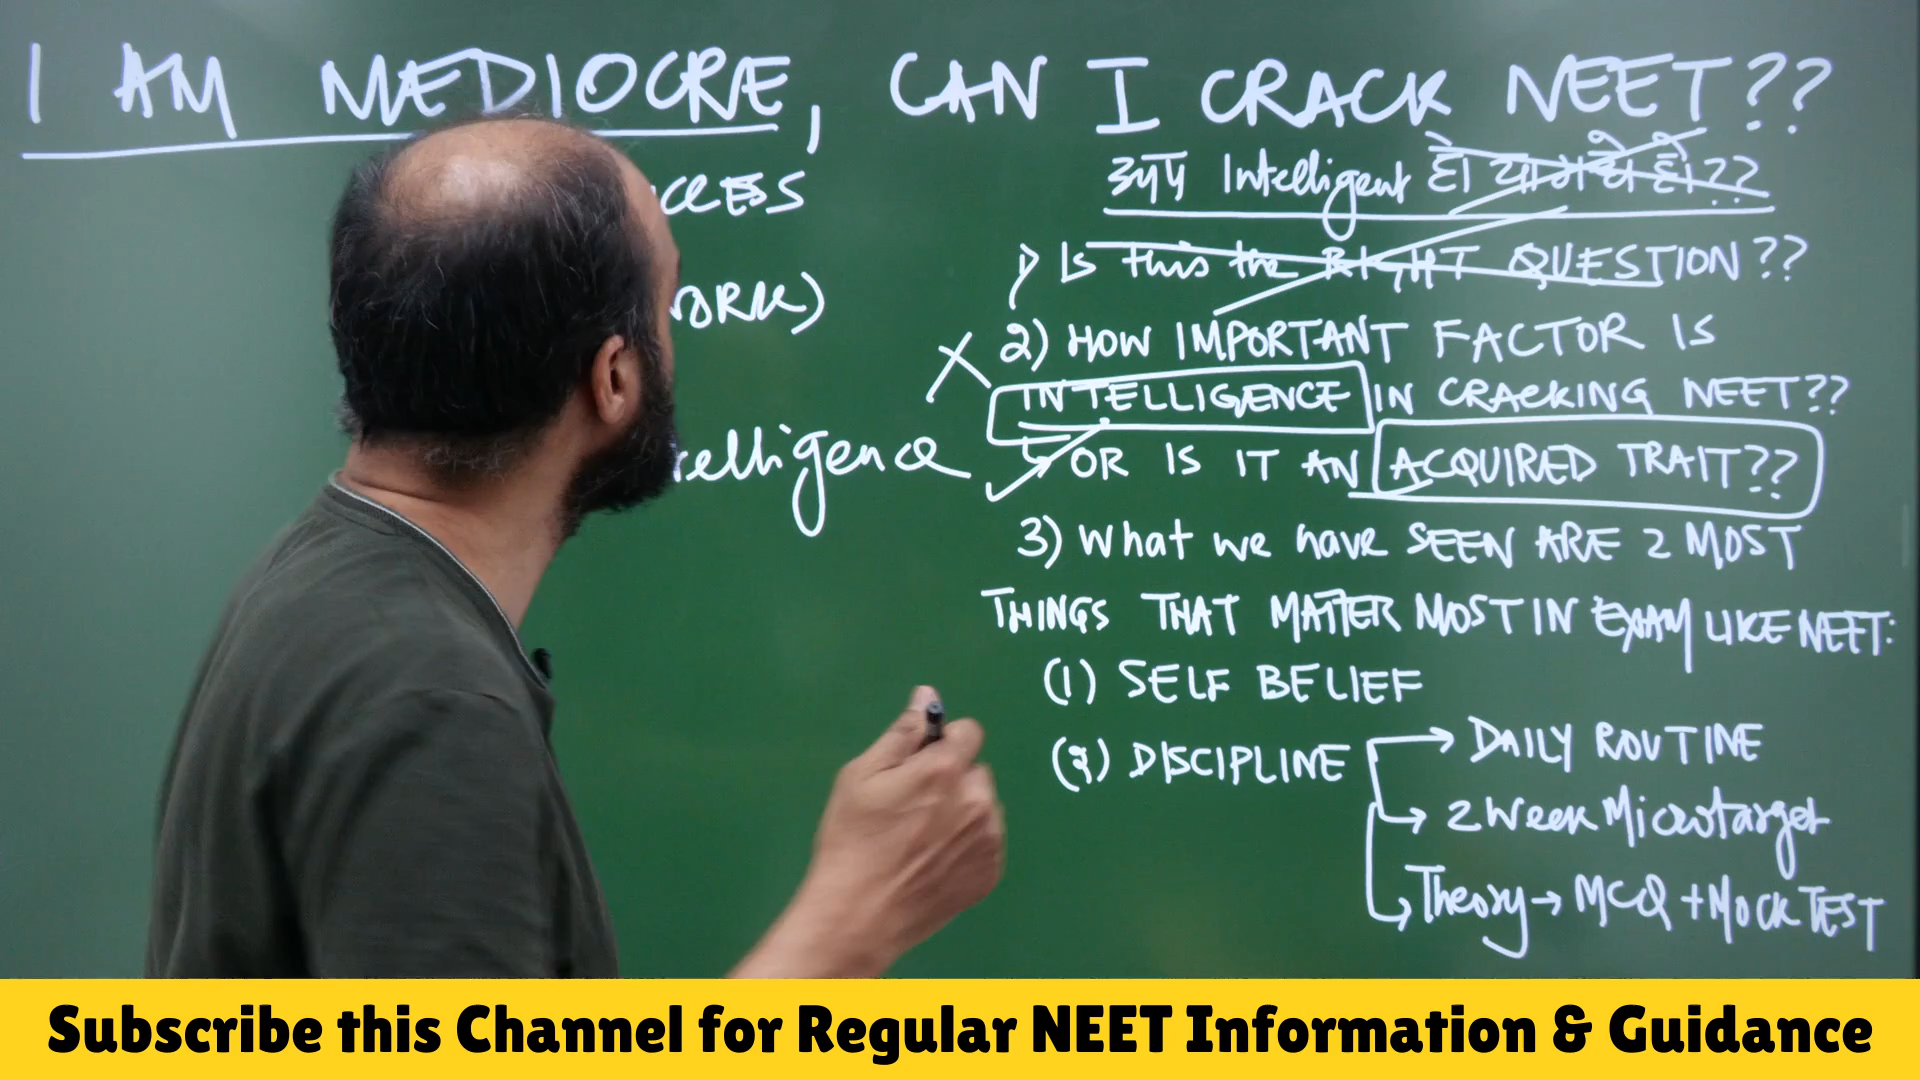 I AM MEDIOCRE, CAN I CRACK NEET??
आप Intelligent हो या गधे हो??
1) Is this the RIGHT QUESTION??
2) HOW IMPORTANT FACTOR IS
INTELLIGENCE IN CRACKING NEET??
OR IS IT AN ACQUIRED TRAIT??
3) What we have SEEN ARE 2 MOST
THINGS THAT MATTER MOST IN EXAM LIKE NEET:
(1) SELF BELIEF
(2) DISCIPLINE → DAILY ROUTINE
→ 2 Week Microtarget
→ Theory → MCQ + MOCK TEST
CCESS
WORK)
telligence
Subscribe this Channel for Regular NEET Information & Guidance